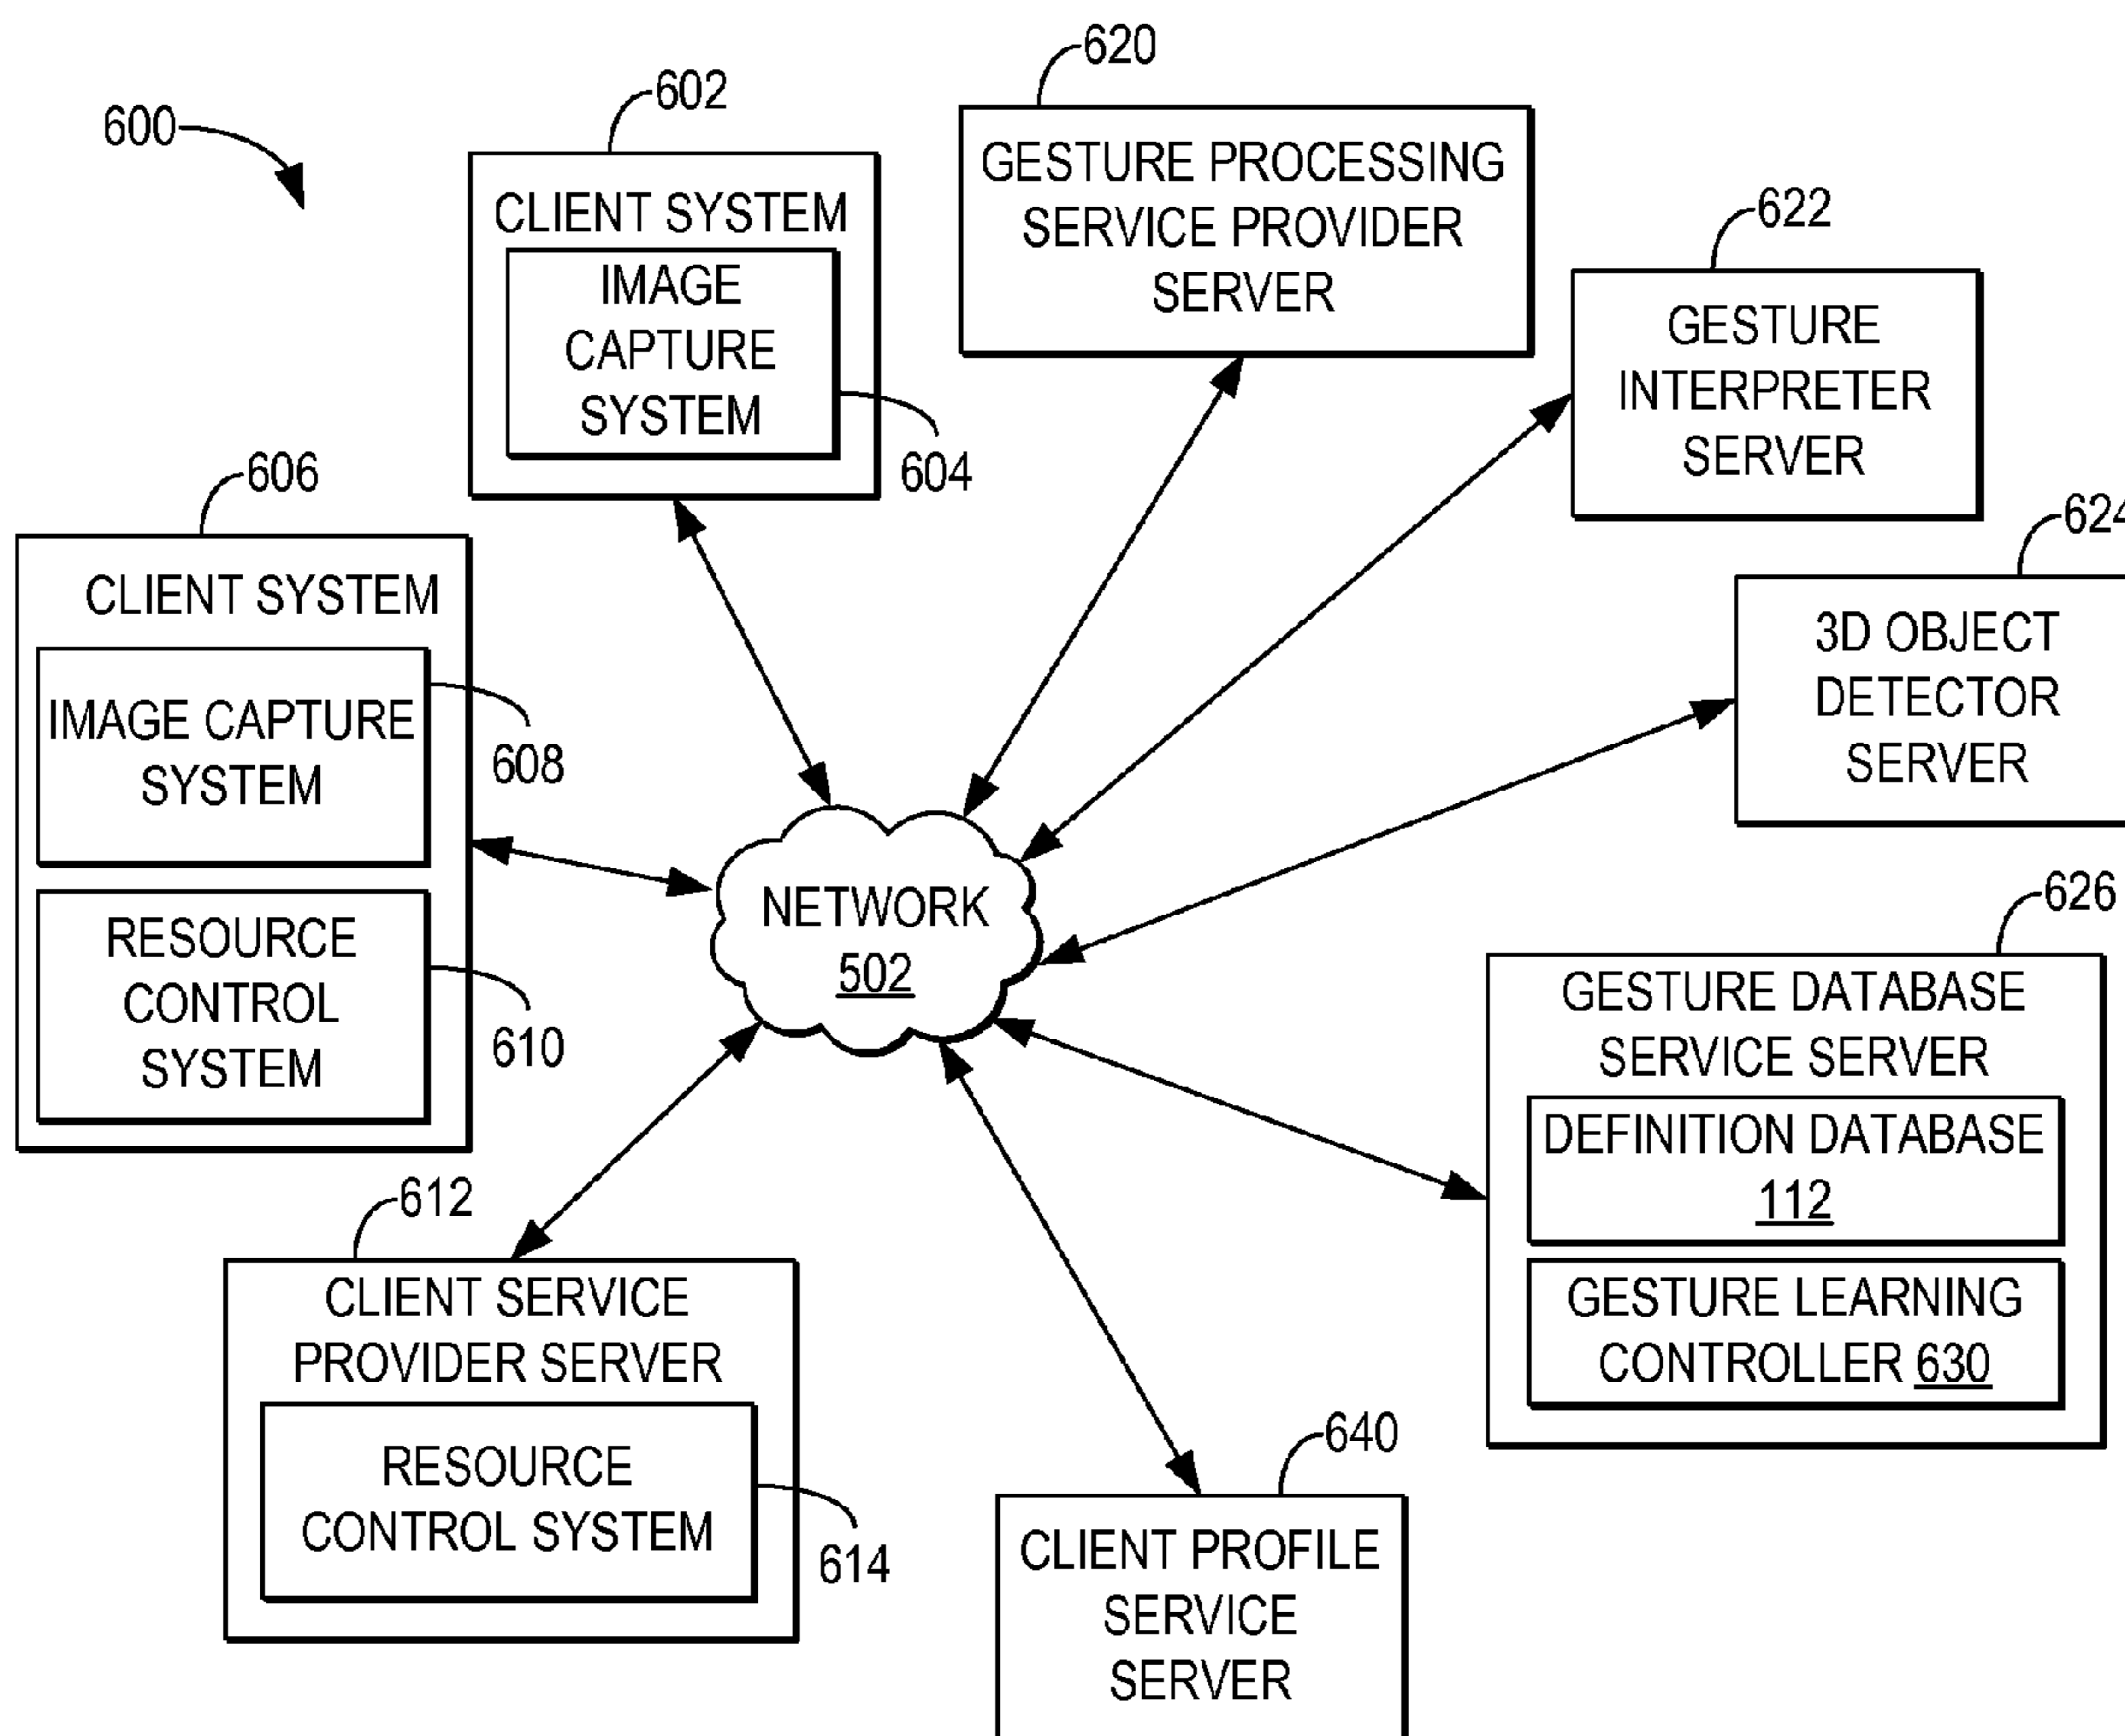 600
602
CLIENT SYSTEM
IMAGE
CAPTURE
SYSTEM
604
620
GESTURE PROCESSING
SERVICE PROVIDER
SERVER
622
GESTURE
INTERPRETER
SERVER
606
CLIENT SYSTEM
IMAGE CAPTURE
SYSTEM
608
RESOURCE
CONTROL
SYSTEM
610
624
3D OBJECT
DETECTOR
SERVER
NETWORK
502
626
GESTURE DATABASE
SERVICE SERVER
DEFINITION DATABASE
112
GESTURE LEARNING
CONTROLLER 630
612
CLIENT SERVICE
PROVIDER SERVER
RESOURCE
CONTROL SYSTEM
614
640
CLIENT PROFILE
SERVICE
SERVER